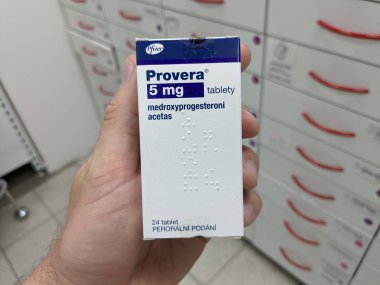 Pfizer
Provera®
5 mg tablety
medroxyprogesteroni
acetas
24 tablet
PERORÁLNÍ PODÁNÍ